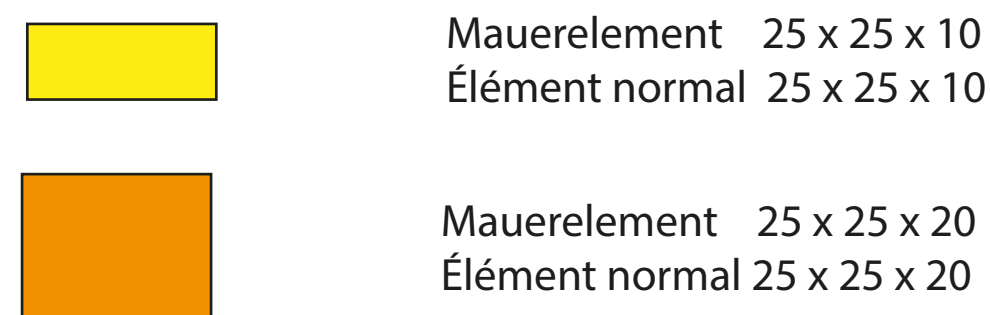 Mauerelement 25 x 25 x 10
Élément normal 25 x 25 x 10
Mauerelement 25 x 25 x 20
Élément normal 25 x 25 x 20